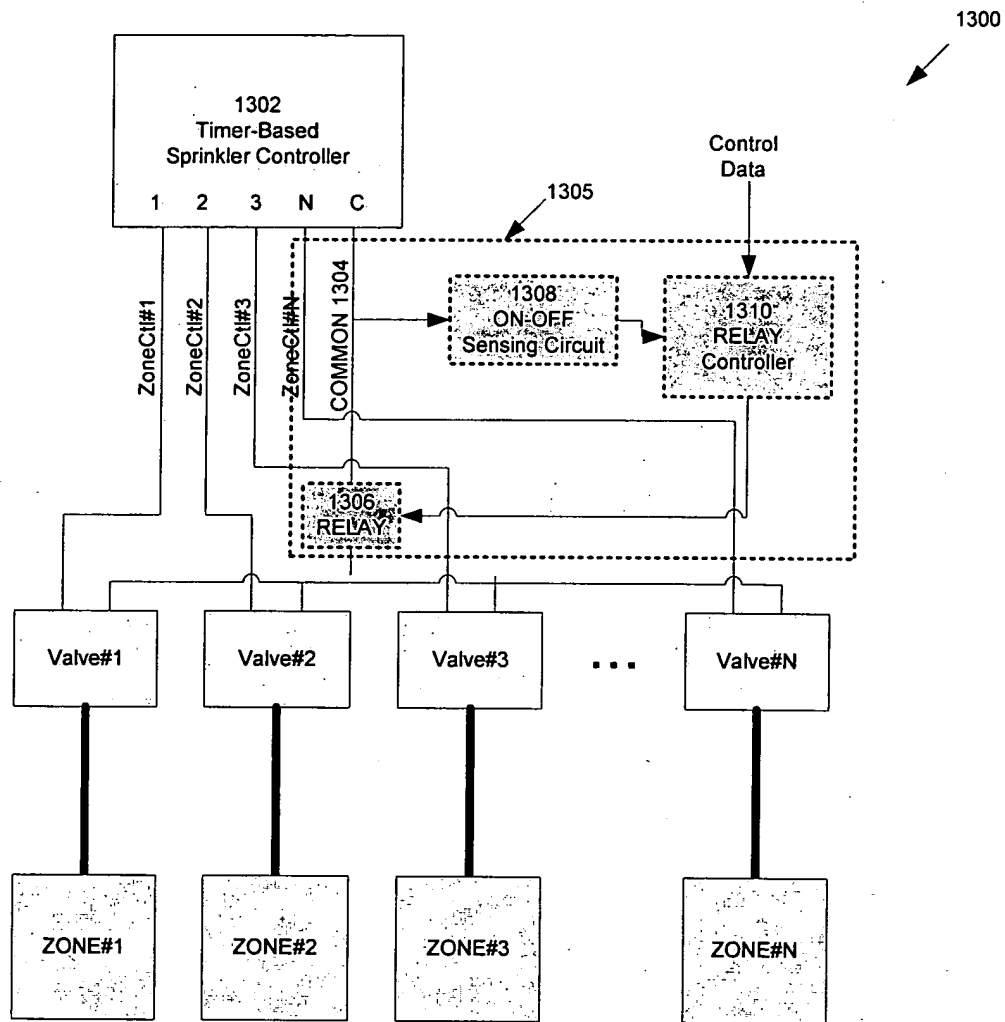 1300
1302
Timer-Based
Sprinkler Controller
1 2 3 N C
Control
Data
1305
ZoneCtl#1
ZoneCtl#2
ZoneCtl#3
ZoneCtl#N
COMMON 1304
1308
ON-OFF
Sensing Circuit
1310
RELAY
Controller
1306
RELAY
Valve#1
Valve#2
Valve#3
...
Valve#N
ZONE#1
ZONE#2
ZONE#3
ZONE#N